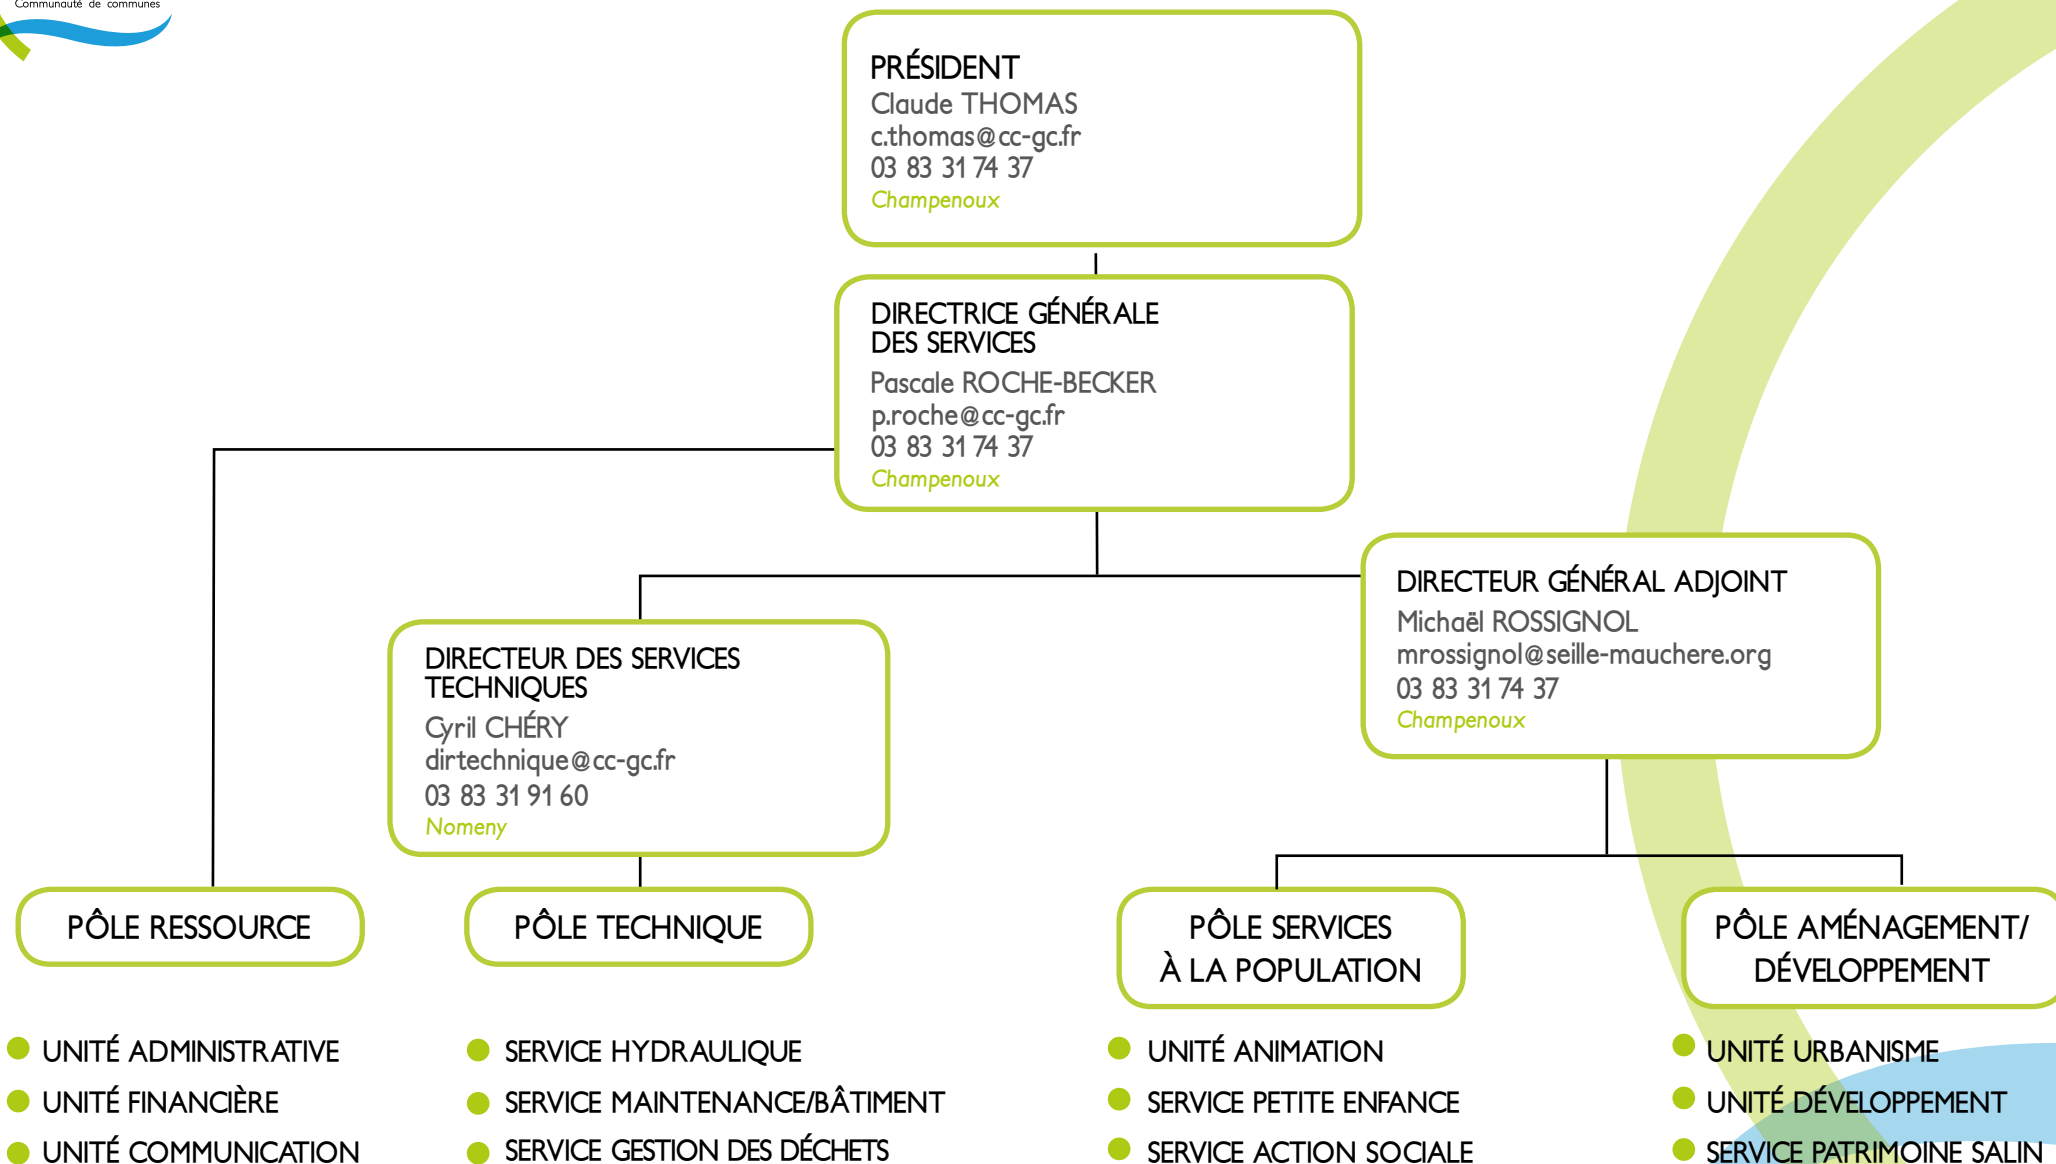 Communauté de communes
PRÉSIDENT
Claude THOMAS
c.thomas@cc-gc.fr
03 83 31 74 37
Champenoux
DIRECTRICE GÉNÉRALE
DES SERVICES
Pascale ROCHE-BECKER
p.roche@cc-gc.fr
03 83 31 74 37
Champenoux
DIRECTEUR GÉNÉRAL ADJOINT
Michaël ROSSIGNOL
mrossignol@seille-mauchere.org
03 83 31 74 37
Champenoux
DIRECTEUR DES SERVICES
TECHNIQUES
Cyril CHÉRY
dirtechnique@cc-gc.fr
03 83 31 91 60
Nomeny
PÔLE RESSOURCE
UNITÉ ADMINISTRATIVE
UNITÉ FINANCIÈRE
UNITÉ COMMUNICATION
PÔLE TECHNIQUE
SERVICE HYDRAULIQUE
SERVICE MAINTENANCE/BÂTIMENT
SERVICE GESTION DES DÉCHETS
PÔLE SERVICES
À LA POPULATION
UNITÉ ANIMATION
SERVICE PETITE ENFANCE
SERVICE ACTION SOCIALE
PÔLE AMÉNAGEMENT/
DÉVELOPPEMENT
UNITÉ URBANISME
UNITÉ DÉVELOPPEMENT
SERVICE PATRIMOINE SALIN